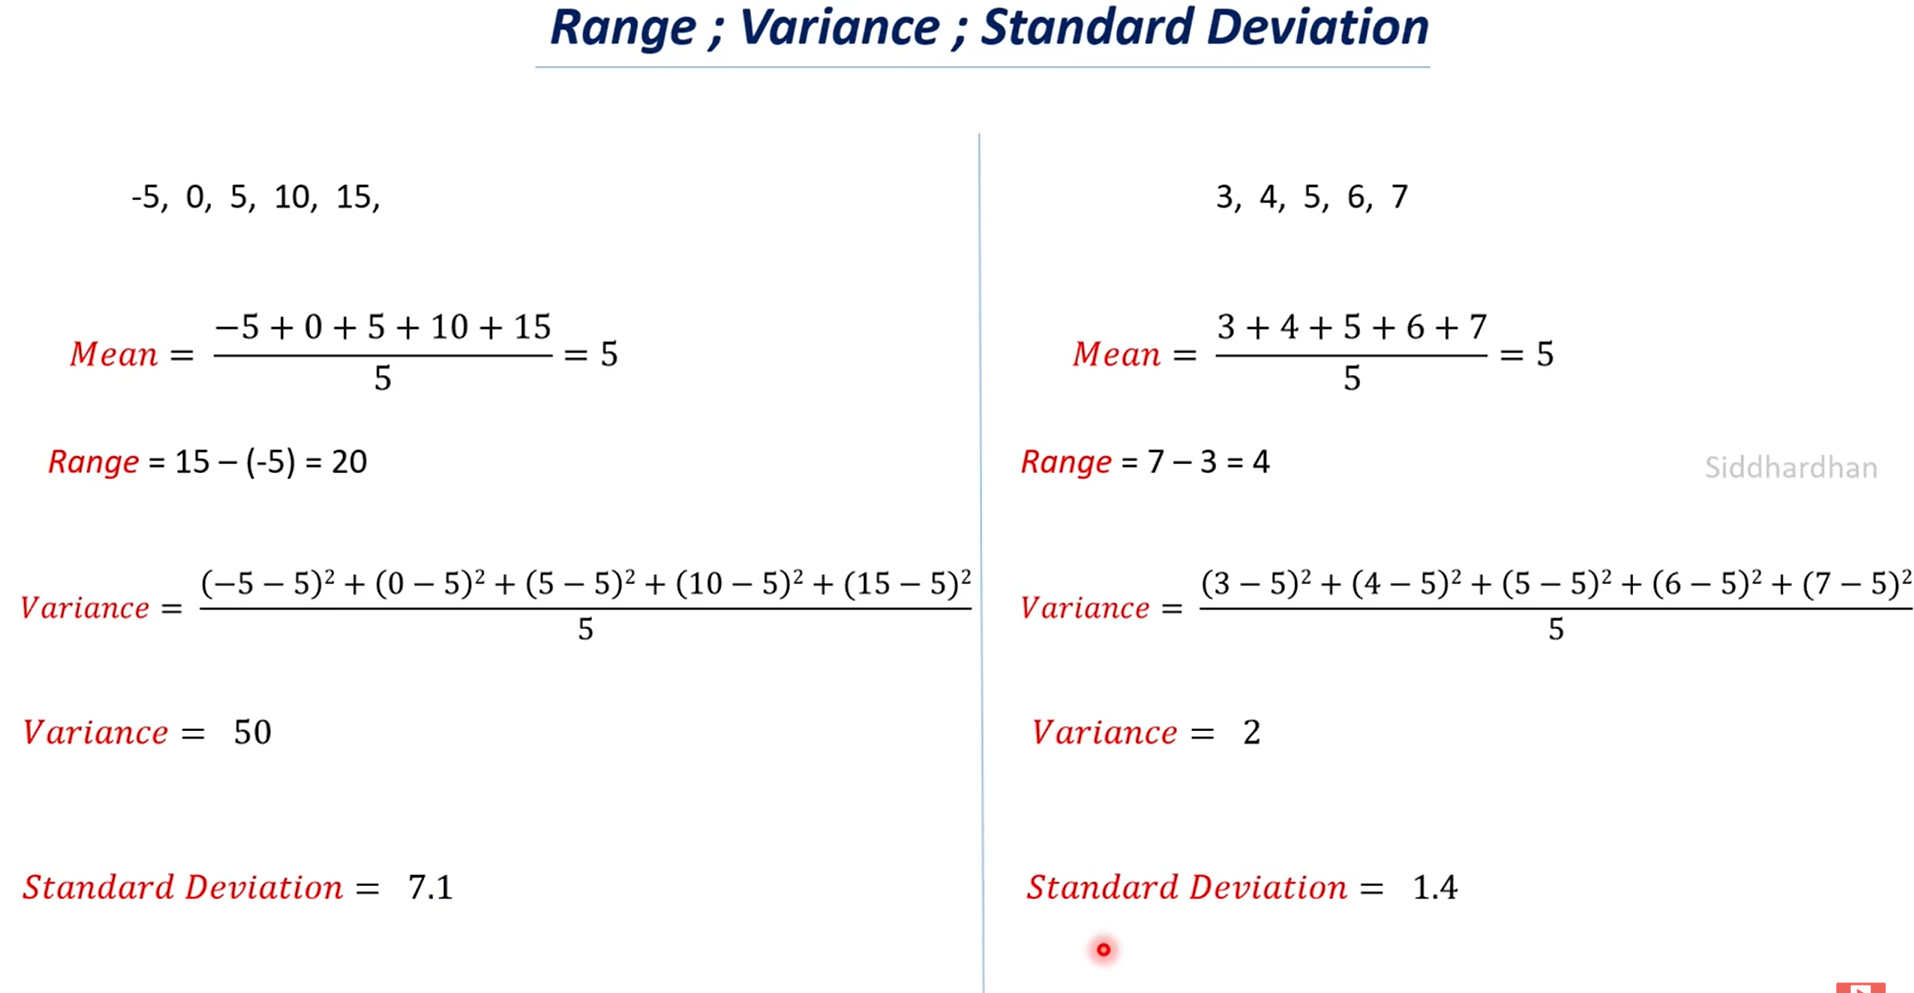 Range ; Variance ; Standard Deviation
-5, 0, 5, 10, 15,
Mean = (−5 + 0 + 5 + 10 + 15)/5 = 5
Range = 15 – (-5) = 20
Variance = ((−5 − 5)² + (0 − 5)² + (5 − 5)² + (10 − 5)² + (15 − 5)²)/5
Variance = 50
Standard Deviation = 7.1
3, 4, 5, 6, 7
Mean = (3 + 4 + 5 + 6 + 7)/5 = 5
Range = 7 – 3 = 4
Siddhardhan
Variance = ((3 − 5)² + (4 − 5)² + (5 − 5)² + (6 − 5)² + (7 − 5)²)/5
Variance = 2
Standard Deviation = 1.4